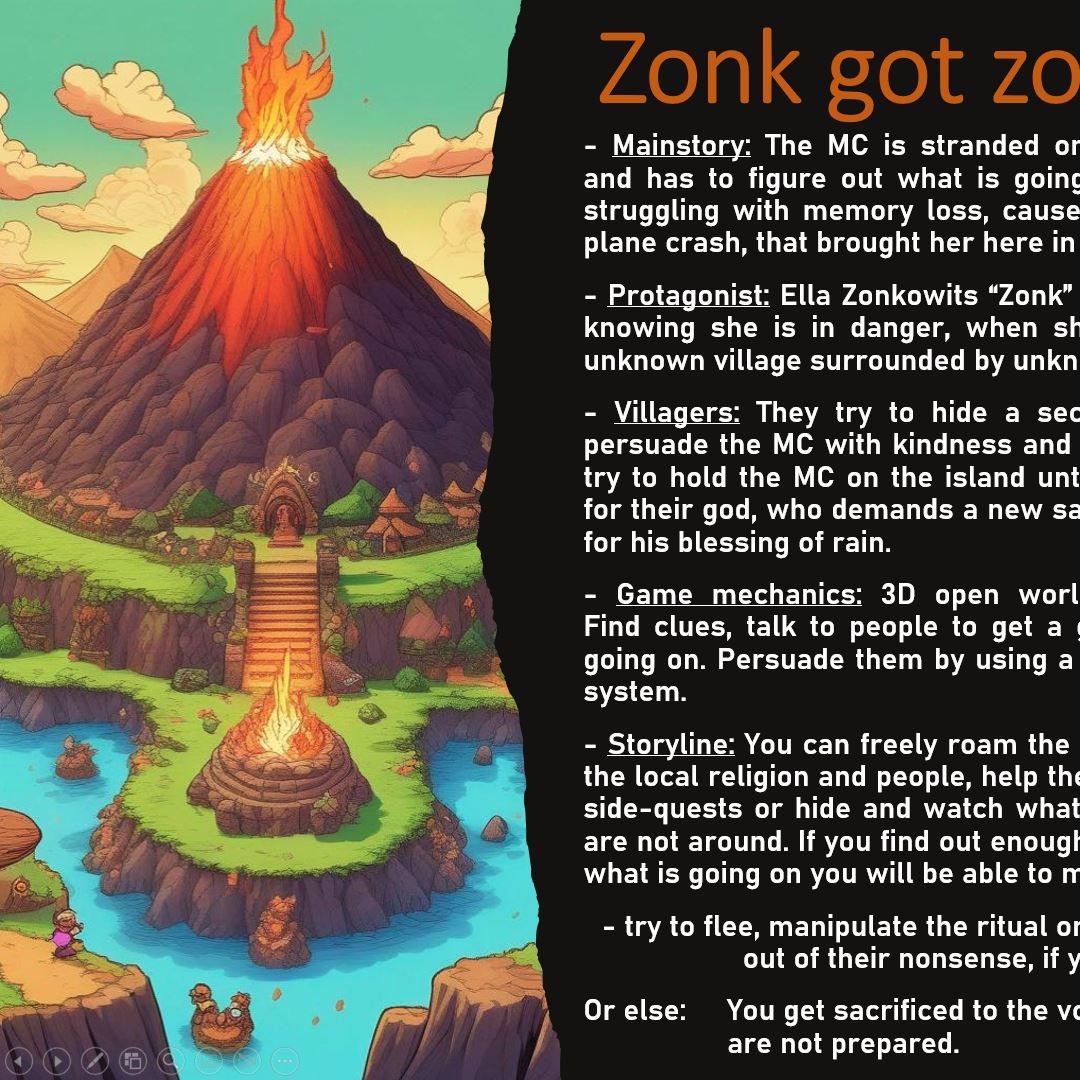 Zonk got zo
- Mainstory: The MC is stranded or
and has to figure out what is going
struggling with memory loss, cause
plane crash, that brought her here in
- Protagonist: Ella Zonkowits “Zonk”
knowing she is in danger, when sh
unknown village surrounded by unkn
- Villagers: They try to hide a sec
persuade the MC with kindness and
try to hold the MC on the island unt
for their god, who demands a new sa
for his blessing of rain.
- Game mechanics: 3D open worl
Find clues, talk to people to get a g
going on. Persuade them by using a
system.
- Storyline: You can freely roam the
the local religion and people, help the
side-quests or hide and watch what
are not around. If you find out enough
what is going on you will be able to m
- try to flee, manipulate the ritual or
out of their nonsense, if y
Or else: You get sacrificed to the vo
are not prepared.